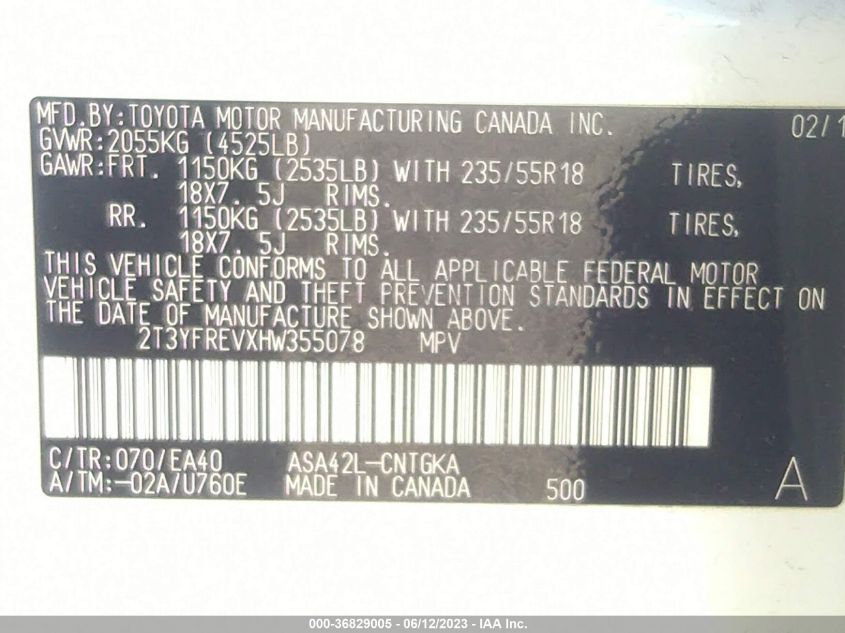 MFD.BY:TOYOTA MOTOR MANUFACTURING CANADA INC. 02/1
GVWR:2055KG (4525LB)
GAWR:FRT. 1150KG (2535LB) WITH 235/55R18 TIRES,
18X7. 5J RIMS.
RR. 1150KG (2535LB) WITH 235/55R18 TIRES,
18X7. 5J RIMS.
THIS VEHICLE CONFORMS TO ALL APPLICABLE FEDERAL MOTOR
VEHICLE SAFETY AND THEFT PREVENTION STANDARDS IN EFFECT ON
THE DATE OF MANUFACTURE SHOWN ABOVE.
2T3YFREVXHW355078 MPV
C/TR:070/EA40 ASA42L-CNTGKA
A/TM:-02A/U760E MADE IN CANADA 500 A
000-36829005 - 06/12/2023 - IAA Inc.